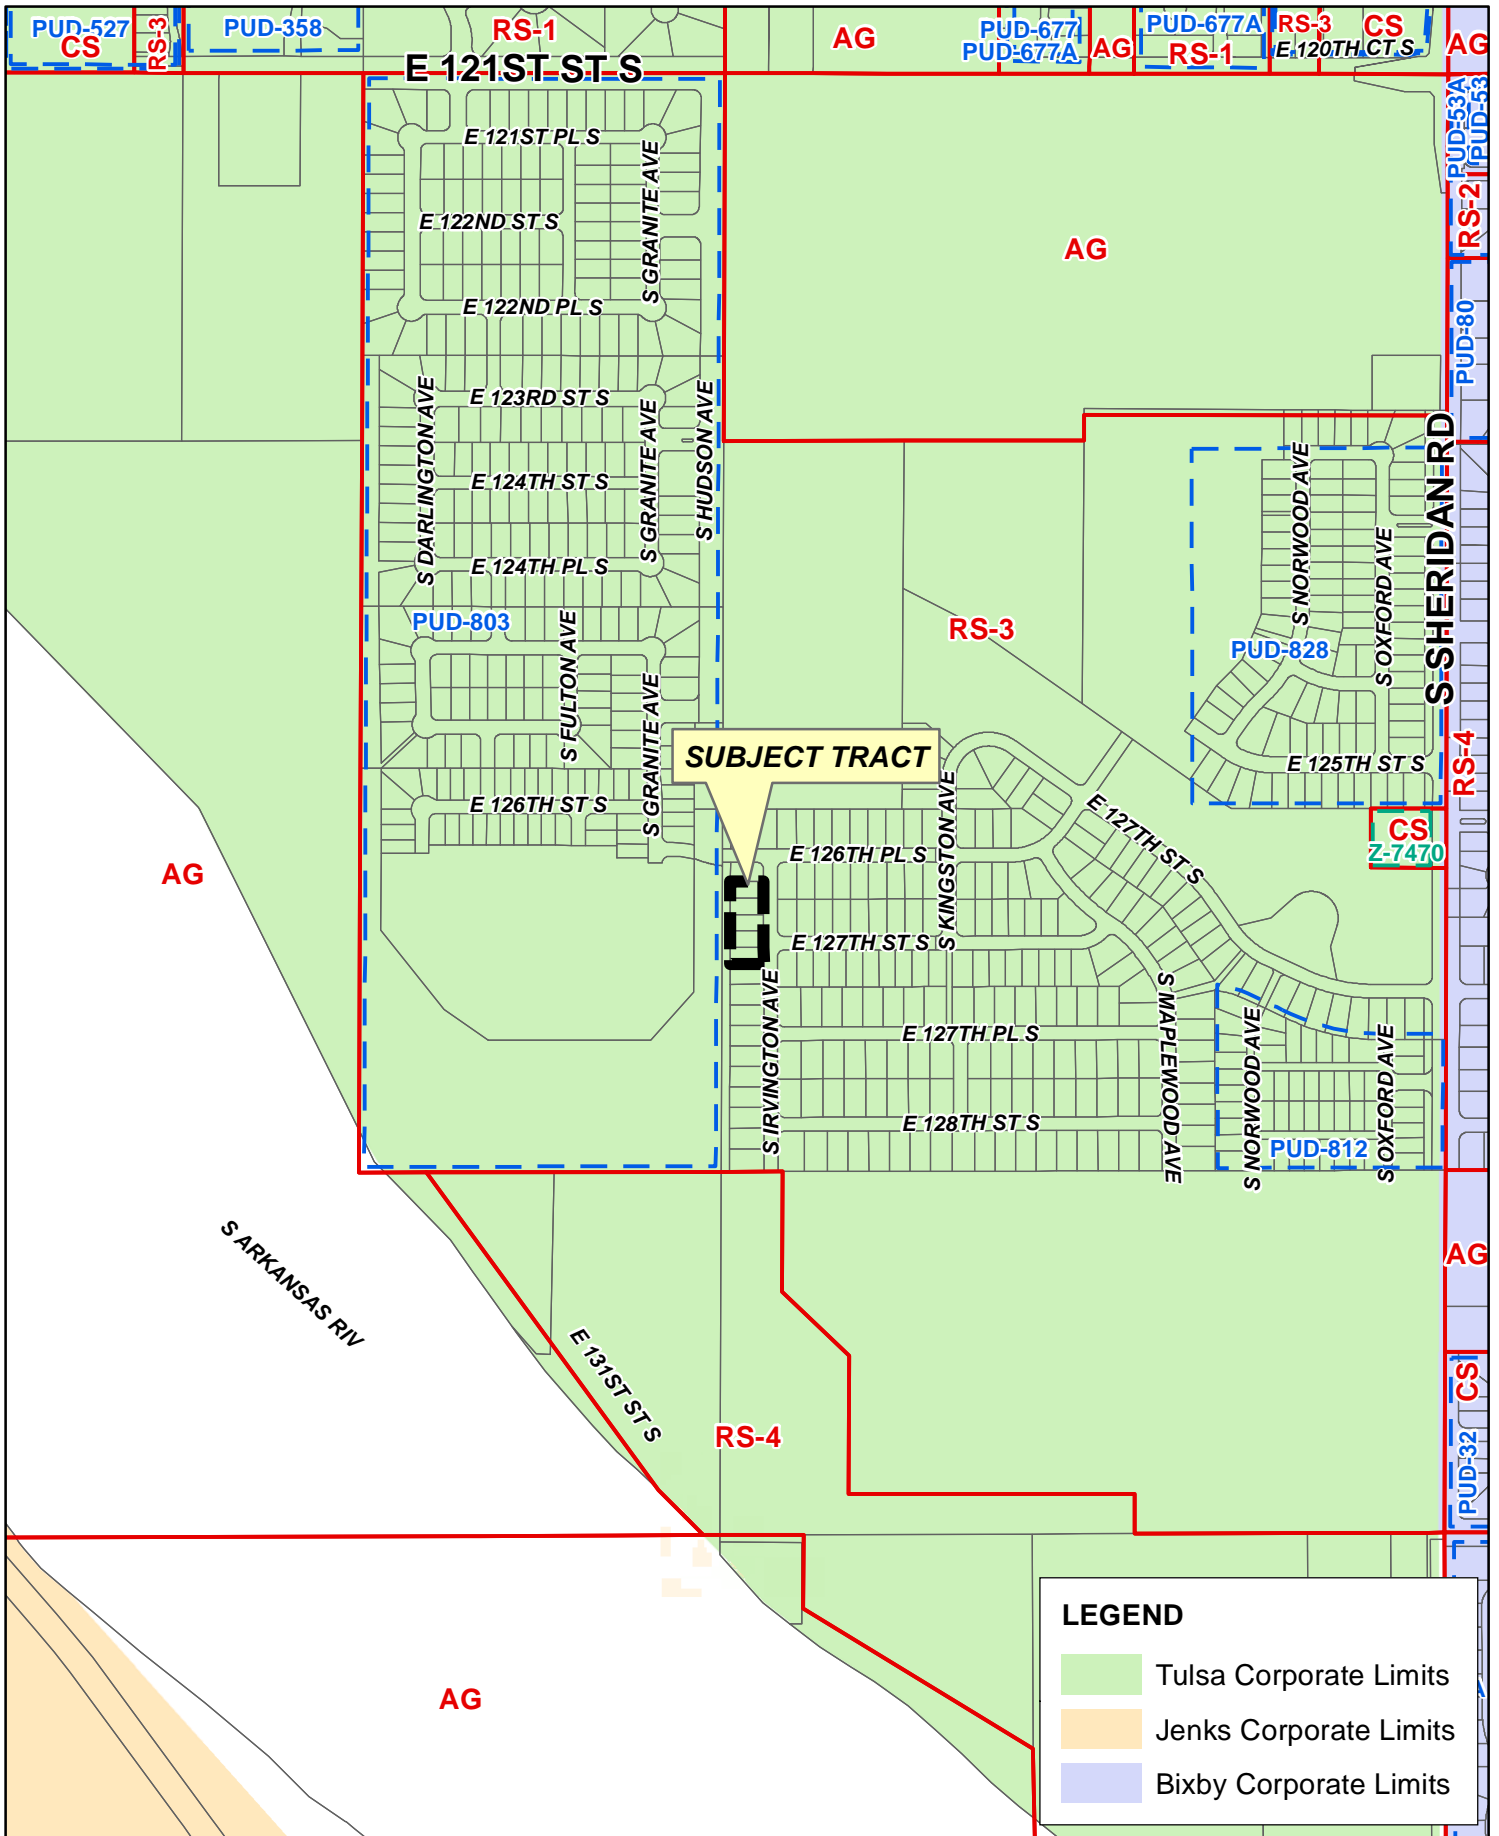 PUD-527
CS
RS-3
PUD-358
RS-1
AG
PUD-677
PUD-677A
AG
PUD-677A
RS-1
RS-3
CS
E 120TH CT S
AG
E 121ST ST S
PUD-53A
PUD-53
E 121ST PL S
S GRANITE AVE
E 122ND ST S
RS-2
AG
E 122ND PL S
PUD-80
E 123RD ST S
S DARLINGTON AVE
S GRANITE AVE
S HUDSON AVE
E 124TH ST S
S NORWOOD AVE
S OXFORD AVE
S SHERIDAN RD
E 124TH PL S
PUD-803
S FULTON AVE
RS-3
PUD-828
S GRANITE AVE
SUBJECT TRACT
E 125TH ST S
RS-4
E 126TH ST S
S KINGSTON AVE
E 127TH ST S
CS
Z-7470
E 126TH PL S
AG
E 127TH ST S
S IRVINGTON AVE
S MAPLEWOOD AVE
E 127TH PL S
S NORWOOD AVE
S OXFORD AVE
E 128TH ST S
PUD-812
S ARKANSAS RIV
AG
E 131ST ST S
CS
RS-4
PUD-32
AG
LEGEND
Tulsa Corporate Limits
Jenks Corporate Limits
Bixby Corporate Limits